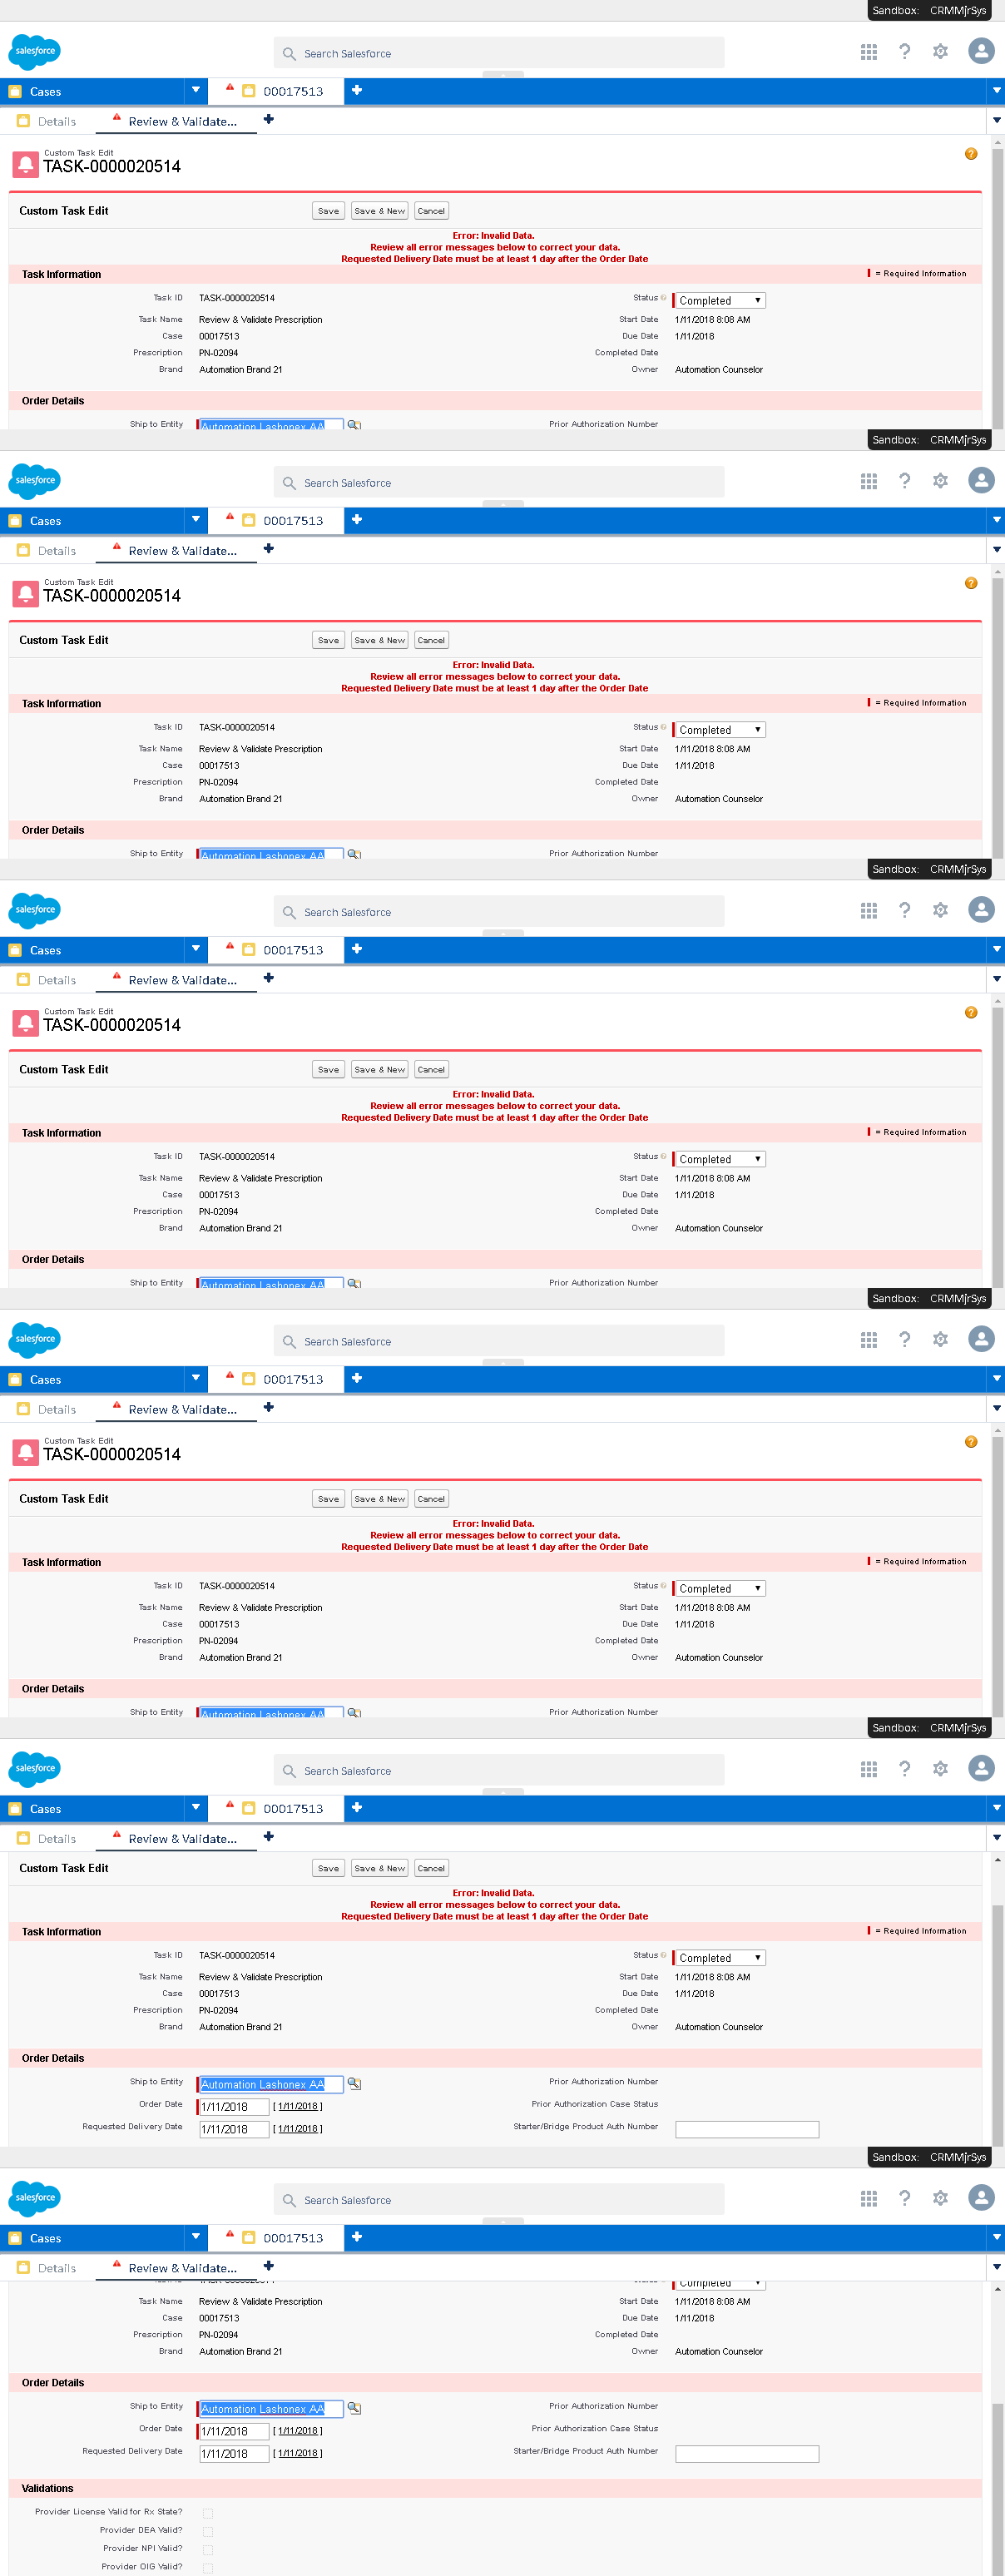 Sandbox: CRMMjrSys
salesforce
Search Salesforce
Cases
00017513
Details
Review & Validate...
Custom Task Edit
TASK-0000020514
Custom Task Edit
Save
Save & New
Cancel
Error: Invalid Data.
Review all error messages below to correct your data.
Requested Delivery Date must be at least 1 day after the Order Date
Task Information
= Required Information
Task ID TASK-0000020514 Status Completed
Task Name Review & Validate Prescription Start Date 1/11/2018 8:08 AM
Case 00017513 Due Date 1/11/2018
Prescription PN-02094 Completed Date
Brand Automation Brand 21 Owner Automation Counselor
Order Details
Ship to Entity Automation Lashonex AA Prior Authorization Number
Sandbox: CRMMjrSys
salesforce
Search Salesforce
Cases
00017513
Details
Review & Validate...
Custom Task Edit
TASK-0000020514
Custom Task Edit
Save
Save & New
Cancel
Error: Invalid Data.
Review all error messages below to correct your data.
Requested Delivery Date must be at least 1 day after the Order Date
Task Information
= Required Information
Task ID TASK-0000020514 Status Completed
Task Name Review & Validate Prescription Start Date 1/11/2018 8:08 AM
Case 00017513 Due Date 1/11/2018
Prescription PN-02094 Completed Date
Brand Automation Brand 21 Owner Automation Counselor
Order Details
Ship to Entity Automation Lashonex AA Prior Authorization Number
Sandbox: CRMMjrSys
salesforce
Search Salesforce
Cases
00017513
Details
Review & Validate...
Custom Task Edit
TASK-0000020514
Custom Task Edit
Save
Save & New
Cancel
Error: Invalid Data.
Review all error messages below to correct your data.
Requested Delivery Date must be at least 1 day after the Order Date
Task Information
= Required Information
Task ID TASK-0000020514 Status Completed
Task Name Review & Validate Prescription Start Date 1/11/2018 8:08 AM
Case 00017513 Due Date 1/11/2018
Prescription PN-02094 Completed Date
Brand Automation Brand 21 Owner Automation Counselor
Order Details
Ship to Entity Automation Lashonex AA Prior Authorization Number
Sandbox: CRMMjrSys
salesforce
Search Salesforce
Cases
00017513
Details
Review & Validate...
Custom Task Edit
TASK-0000020514
Custom Task Edit
Save
Save & New
Cancel
Error: Invalid Data.
Review all error messages below to correct your data.
Requested Delivery Date must be at least 1 day after the Order Date
Task Information
= Required Information
Task ID TASK-0000020514 Status Completed
Task Name Review & Validate Prescription Start Date 1/11/2018 8:08 AM
Case 00017513 Due Date 1/11/2018
Prescription PN-02094 Completed Date
Brand Automation Brand 21 Owner Automation Counselor
Order Details
Ship to Entity Automation Lashonex AA Prior Authorization Number
Sandbox: CRMMjrSys
salesforce
Search Salesforce
Cases
00017513
Details
Review & Validate...
Custom Task Edit
Save
Save & New
Cancel
Error: Invalid Data.
Review all error messages below to correct your data.
Requested Delivery Date must be at least 1 day after the Order Date
Task Information
= Required Information
Task ID TASK-0000020514 Status Completed
Task Name Review & Validate Prescription Start Date 1/11/2018 8:08 AM
Case 00017513 Due Date 1/11/2018
Prescription PN-02094 Completed Date
Brand Automation Brand 21 Owner Automation Counselor
Order Details
Ship to Entity Automation Lashonex AA Prior Authorization Number
Order Date 1/11/2018 [ 1/11/2018 ] Prior Authorization Case Status
Requested Delivery Date 1/11/2018 [ 1/11/2018 ] Starter/Bridge Product Auth Number
Sandbox: CRMMjrSys
salesforce
Search Salesforce
Cases
00017513
Details
Review & Validate...
Completed
Task Name Review & Validate Prescription Start Date 1/11/2018 8:08 AM
Case 00017513 Due Date 1/11/2018
Prescription PN-02094 Completed Date
Brand Automation Brand 21 Owner Automation Counselor
Order Details
Ship to Entity Automation Lashonex AA Prior Authorization Number
Order Date 1/11/2018 [ 1/11/2018 ] Prior Authorization Case Status
Requested Delivery Date 1/11/2018 [ 1/11/2018 ] Starter/Bridge Product Auth Number
Validations
Provider License Valid for Rx State?
Provider DEA Valid?
Provider NPI Valid?
Provider OIG Valid?